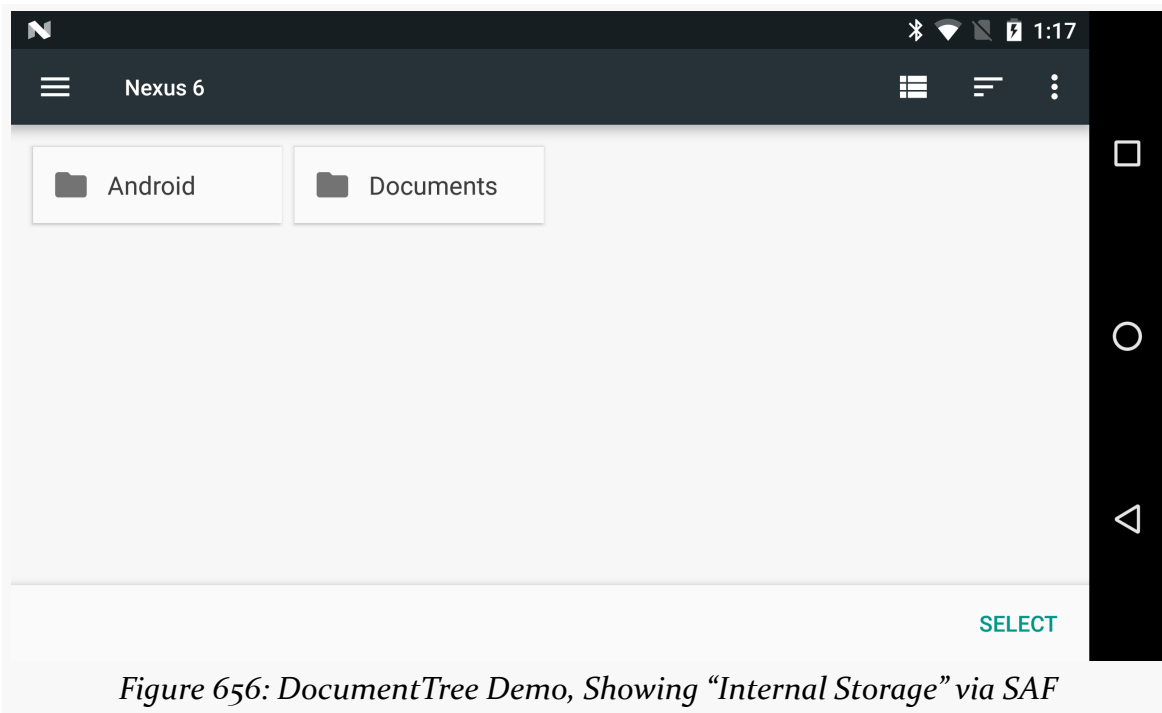 1:17
Nexus 6
Android
Documents
SELECT
Figure 656: DocumentTree Demo, Showing “Internal Storage” via SAF